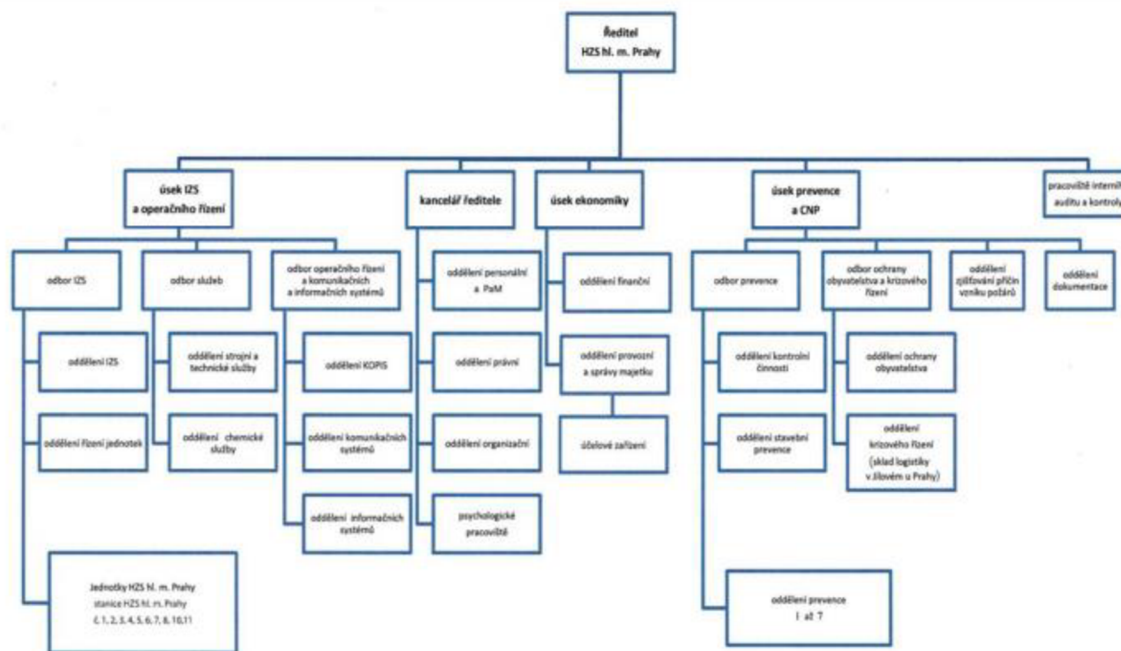 Ředitel
HZS hl. m. Prahy
úsek IZS
a operačního řízení
kancelář ředitele
úsek ekonomiky
úsek prevence
a CNP
pracoviště interního
auditu a kontroly
odbor IZS
odbor služeb
odbor operačního řízení
a komunikačních
a informačních systémů
oddělení personální
a PaM
oddělení finanční
odbor prevence
odbor ochrany
obyvatelstva a krizového
řízení
oddělení
zjišťování příčin
vzniku požárů
oddělení
dokumentace
oddělení IZS
oddělení strojní a
technické služby
oddělení KOPIS
oddělení právní
oddělení provozní
a správy majetku
oddělení kontrolní
činnosti
oddělení ochrany
obyvatelstva
oddělení řízení jednotek
oddělení chemické
služby
oddělení komunikačních
systémů
oddělení organizační
účelové zařízení
oddělení stavební
prevence
oddělení
krizového řízení
(sklad logistiky
v Jílovém u Prahy)
oddělení informačních
systémů
psychologické
pracoviště
Jednotky HZS hl. m. Prahy
stanice HZS hl. m. Prahy
č. 1, 2, 3, 4, 5, 6, 7, 8, 10,11
oddělení prevence
1 až 7